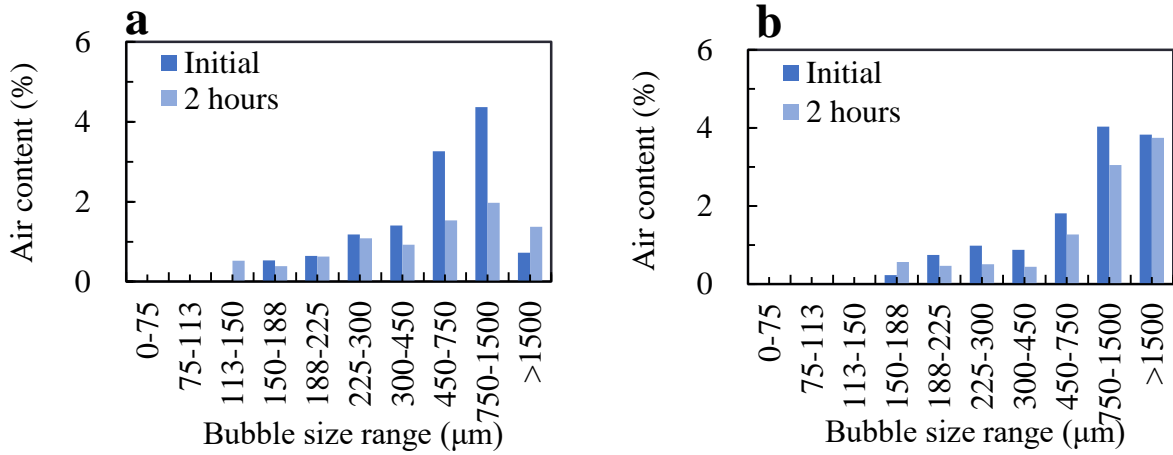 a
6
4
2
0
Air content (%)
Initial
2 hours
0-75
75-113
113-150
150-188
188-225
225-300
300-450
450-750
750-1500
>1500
Bubble size range (μm)
b
6
4
2
0
Air content (%)
Initial
2 hours
0-75
75-113
113-150
150-188
188-225
225-300
300-450
450-750
750-1500
>1500
Bubble size range (μm)